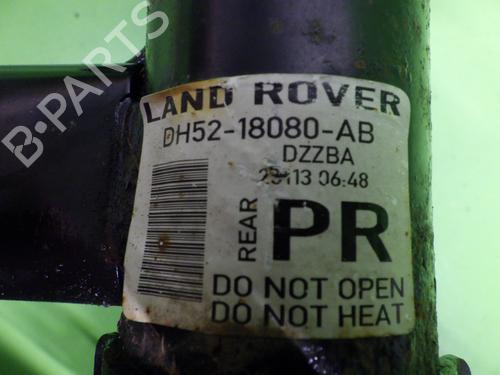 B-PARTS
LAND ROVER
DH52-18080-AB
DZZBA
06:48
REAR
PR
DO NOT OPEN
DO NOT HEAT